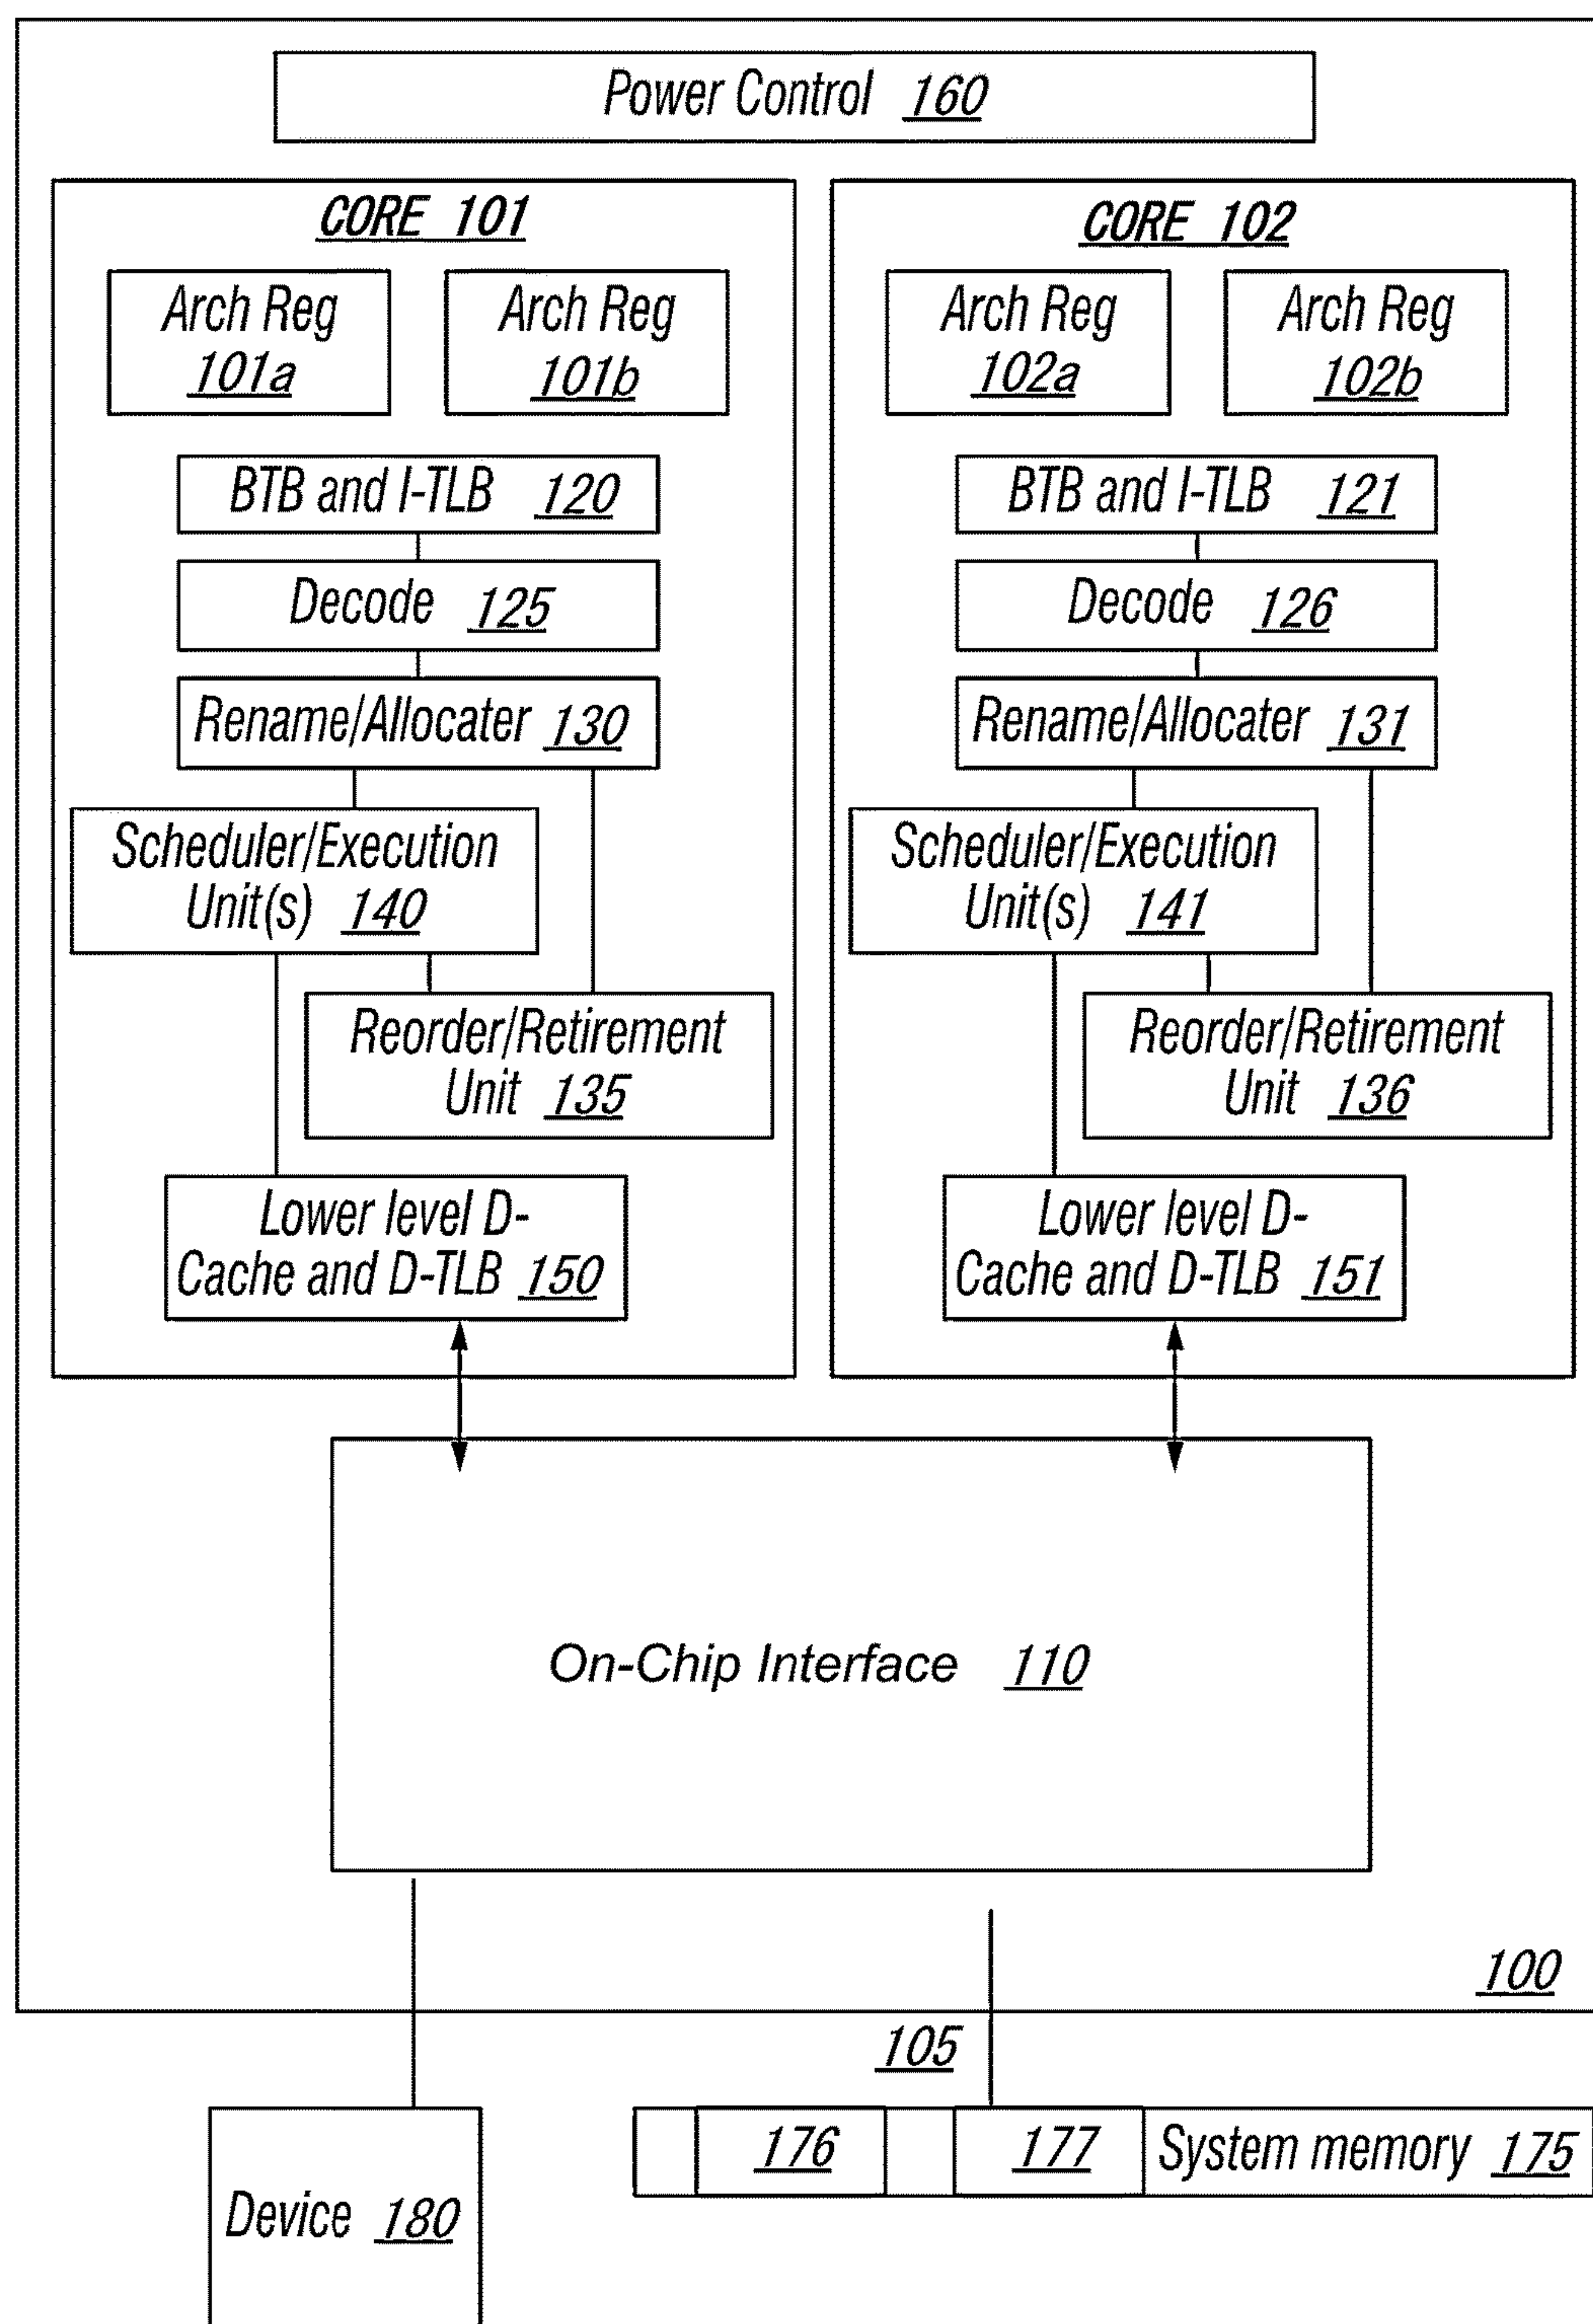 Power Control 160
CORE 101
Arch Reg
101a
Arch Reg
101b
BTB and I-TLB 120
Decode 125
Rename/Allocater 130
Scheduler/Execution
Unit(s) 140
Reorder/Retirement
Unit 135
Lower level D-
Cache and D-TLB 150
CORE 102
Arch Reg
102a
Arch Reg
102b
BTB and I-TLB 121
Decode 126
Rename/Allocater 131
Scheduler/Execution
Unit(s) 141
Reorder/Retirement
Unit 136
Lower level D-
Cache and D-TLB 151
On-Chip Interface 110
100
105
176
177
System memory 175
Device 180